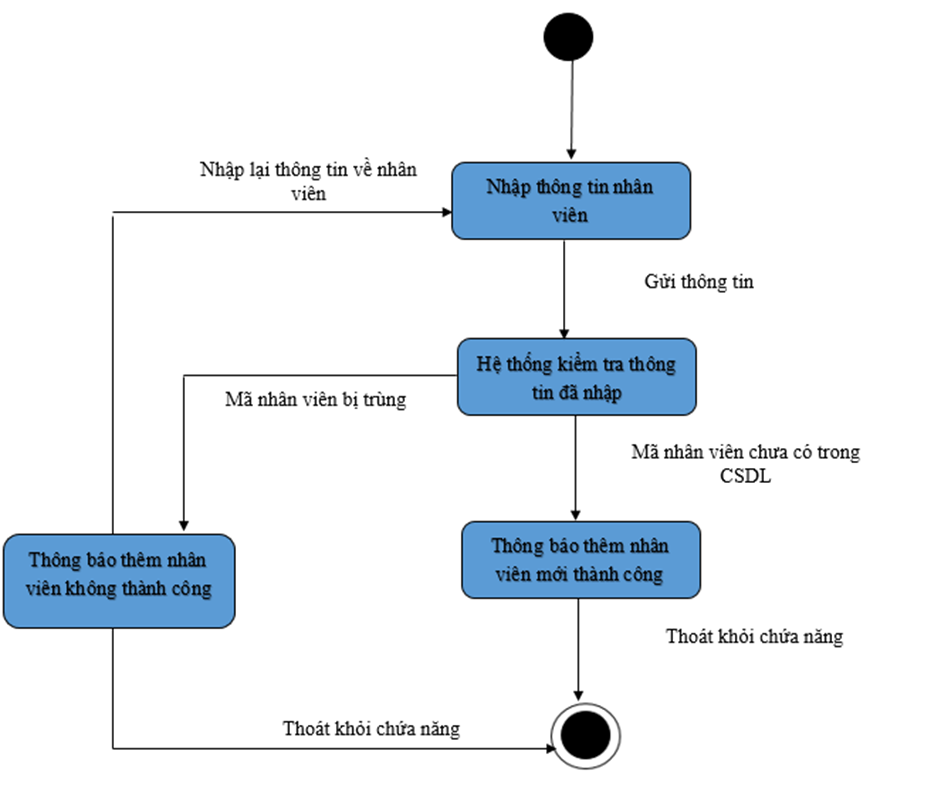 Nhập lại thông tin về nhân
viên
Nhập thông tin nhân
viên
Gửi thông tin
Hệ thống kiểm tra thông
tin đã nhập
Mã nhân viên bị trùng
Mã nhân viên chưa có trong
CSDL
Thông báo thêm nhân
viên không thành công
Thông báo thêm nhân
viên mới thành công
Thoát khỏi chứa năng
Thoát khỏi chứa năng